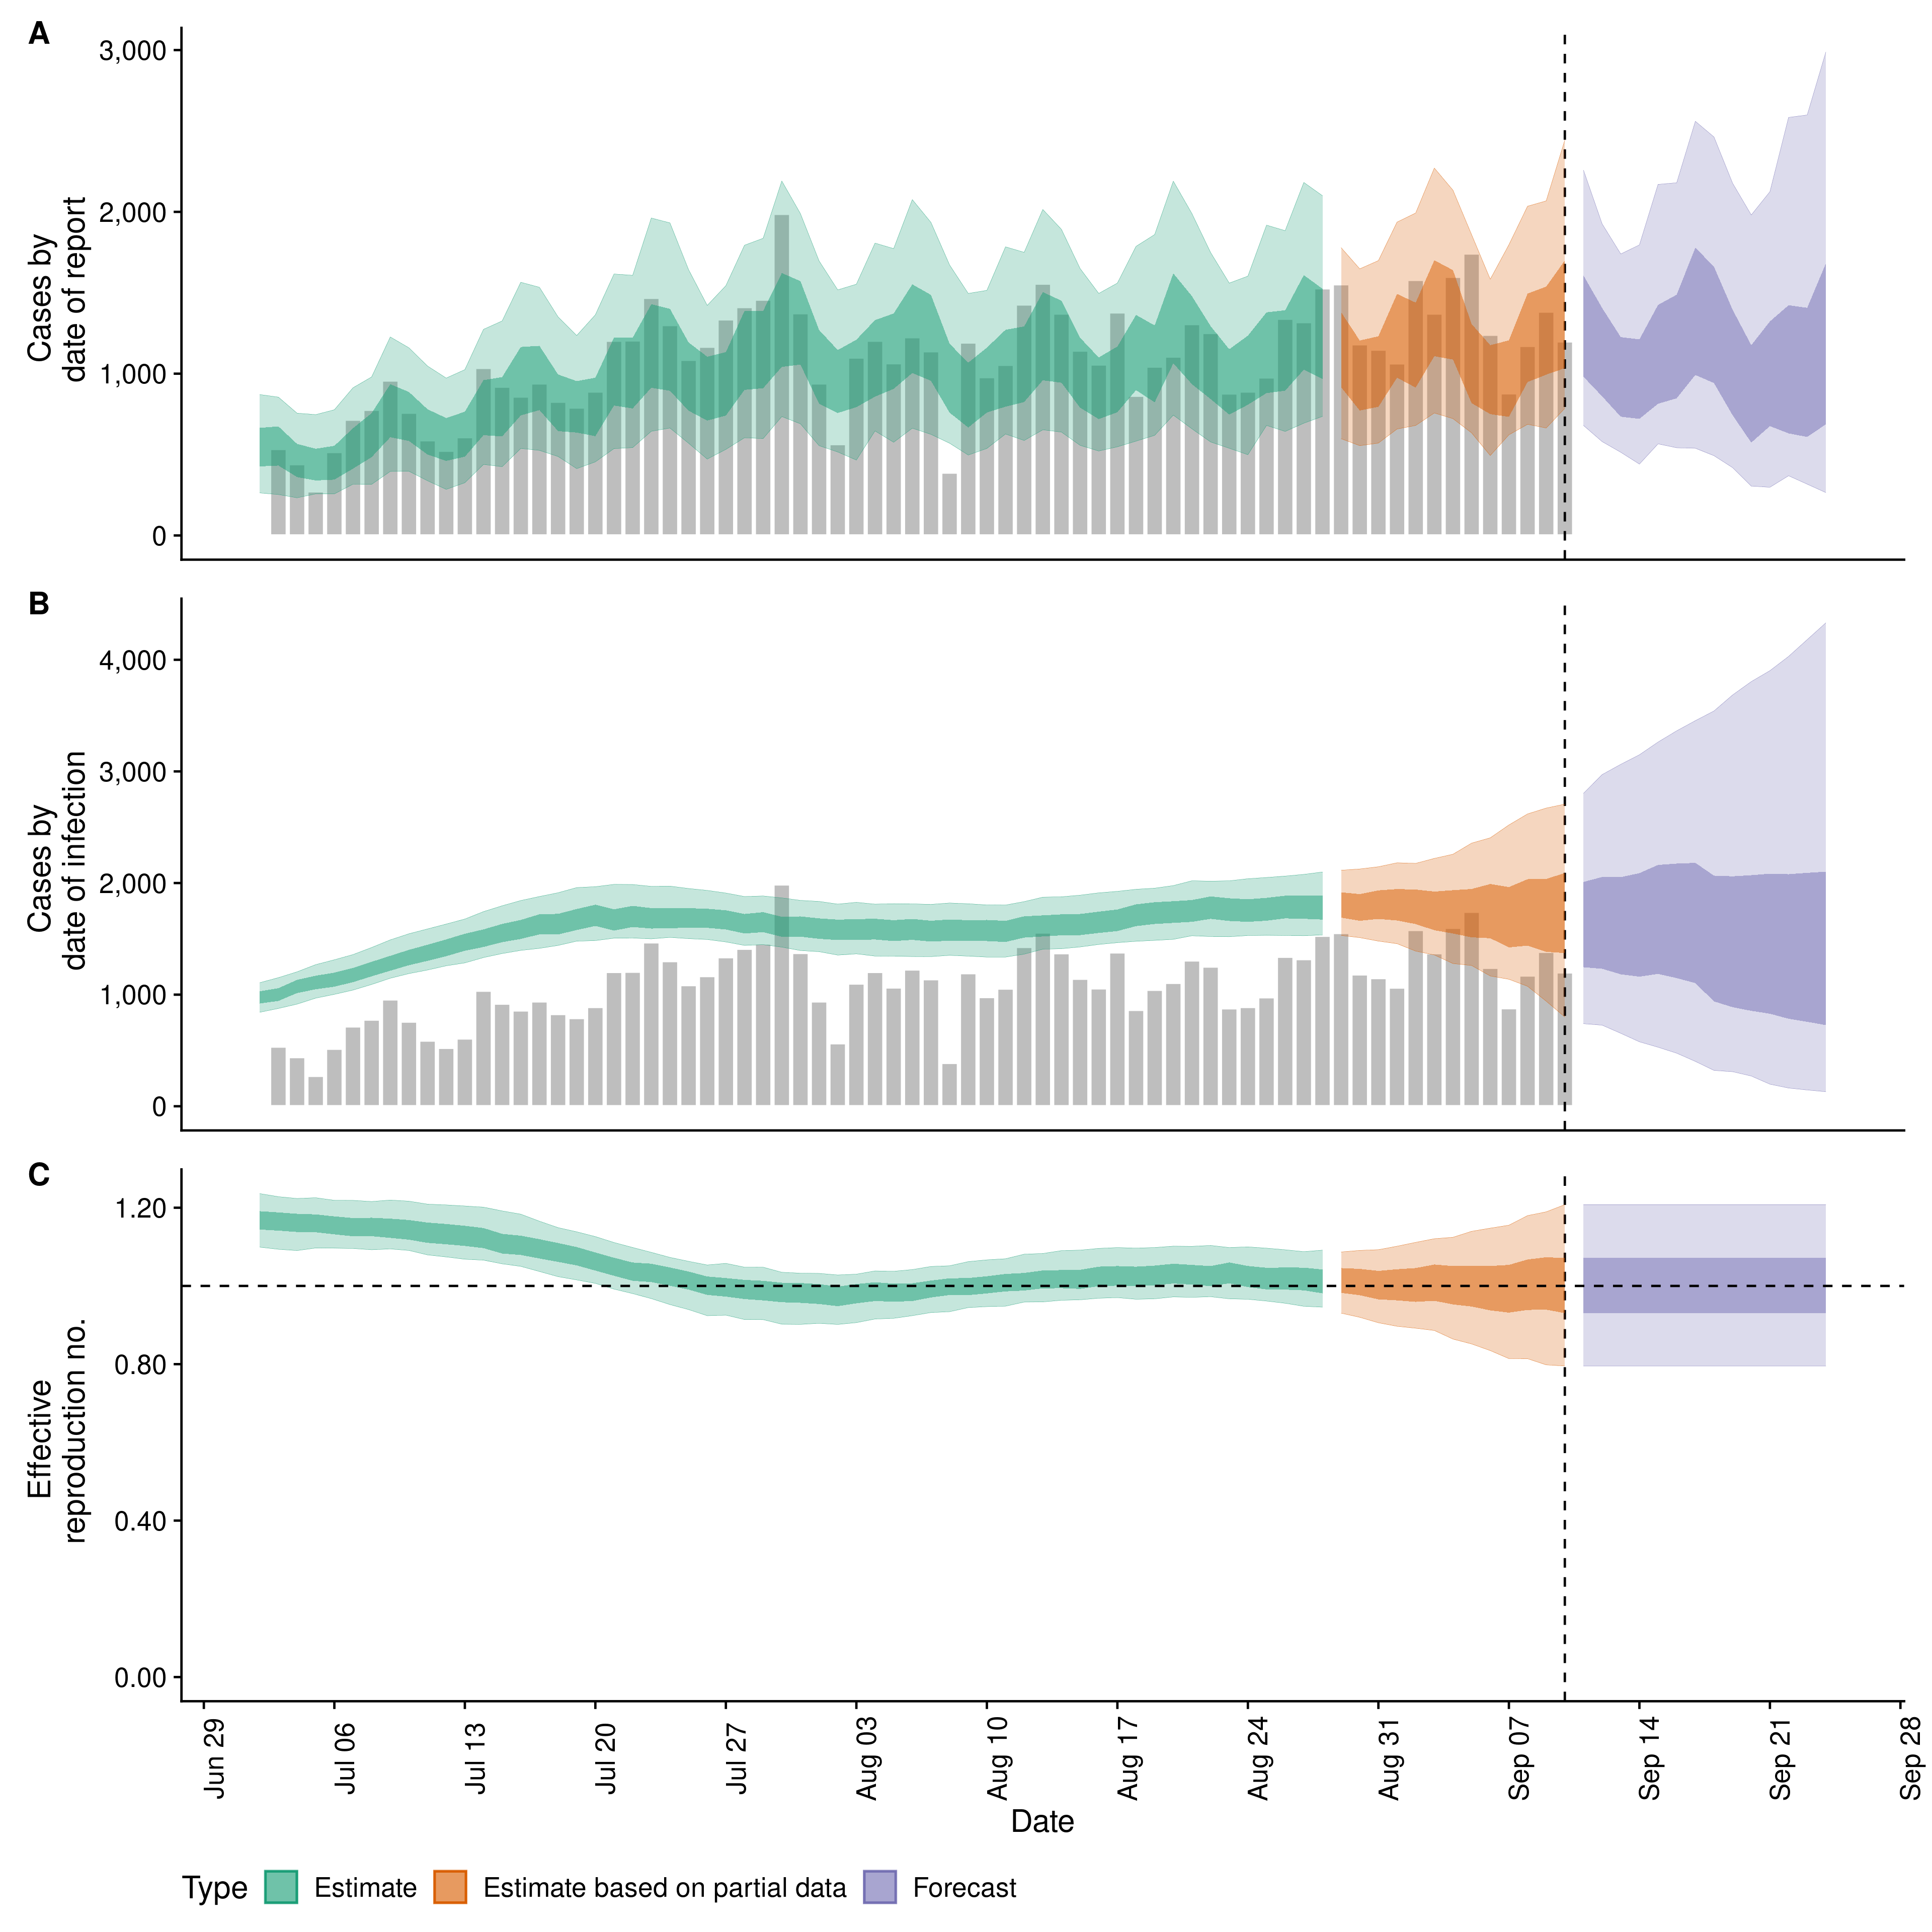 A
Cases by
date of report
3,000
2,000
1,000
0
B
Cases by
date of infection
4,000
3,000
2,000
1,000
0
C
Effective
reproduction no.
1.20
0.80
0.40
0.00
Jun 29
Jul 06
Jul 13
Jul 20
Jul 27
Aug 03
Aug 10
Aug 17
Aug 24
Aug 31
Sep 07
Sep 14
Sep 21
Sep 28
Date
Type Estimate Estimate based on partial data Forecast